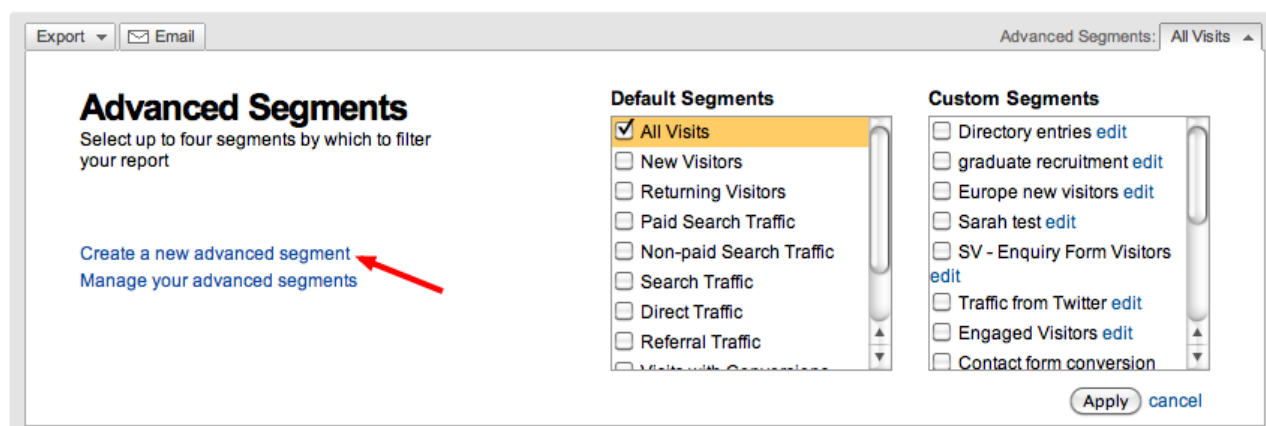 Export
Email
Advanced Segments: All Visits
Advanced Segments
Select up to four segments by which to filter
your report
Create a new advanced segment
Manage your advanced segments
Default Segments
All Visits
New Visitors
Returning Visitors
Paid Search Traffic
Non-paid Search Traffic
Search Traffic
Direct Traffic
Referral Traffic
Visits with Conversions
Custom Segments
Directory entries edit
graduate recruitment edit
Europe new visitors edit
Sarah test edit
SV - Enquiry Form Visitors
edit
Traffic from Twitter edit
Engaged Visitors edit
Contact form conversion
Apply cancel